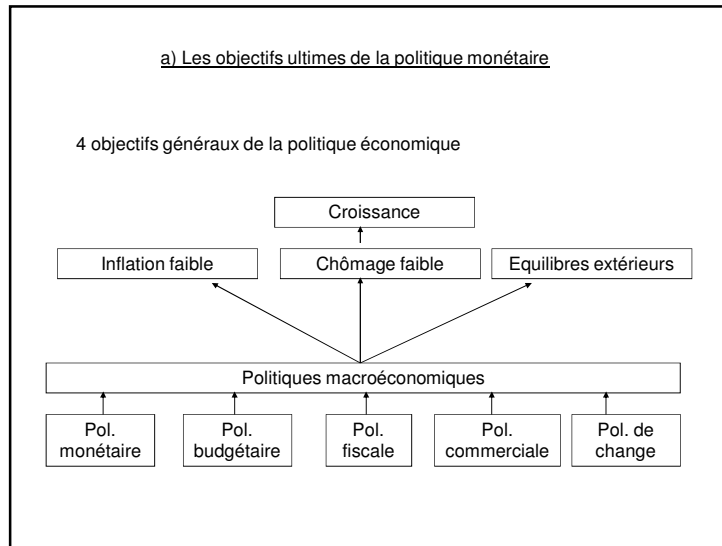 a) Les objectifs ultimes de la politique monétaire
4 objectifs généraux de la politique économique
Croissance
Inflation faible
Chômage faible
Equilibres extérieurs
Politiques macroéconomiques
Pol.
monétaire
Pol.
budgétaire
Pol.
fiscale
Pol.
commerciale
Pol. de
change